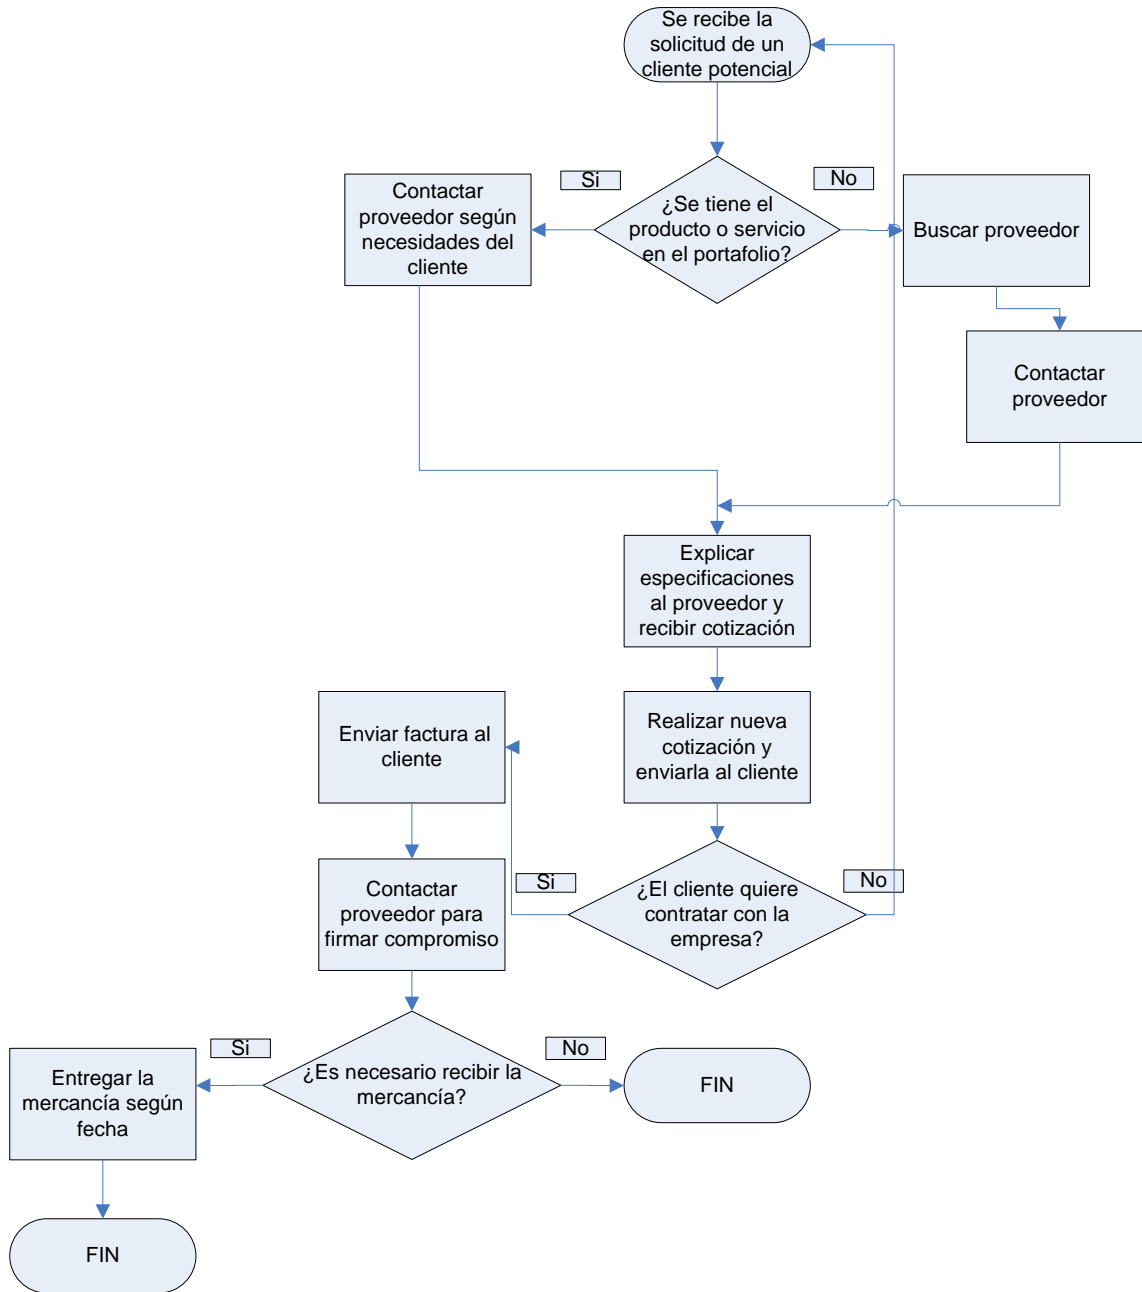 Se recibe la
solicitud de un
cliente potencial
Si
No
Contactar
proveedor según
necesidades del
cliente
¿Se tiene el
producto o servicio
en el portafolio?
Buscar proveedor
Contactar
proveedor
Explicar
especificaciones
al proveedor y
recibir cotización
Enviar factura al
cliente
Realizar nueva
cotización y
enviarla al cliente
Contactar
proveedor para
firmar compromiso
Si
¿El cliente quiere
contratar con la
empresa?
No
Si
No
Entregar la
mercancía según
fecha
¿Es necesario recibir la
mercancía?
FIN
FIN